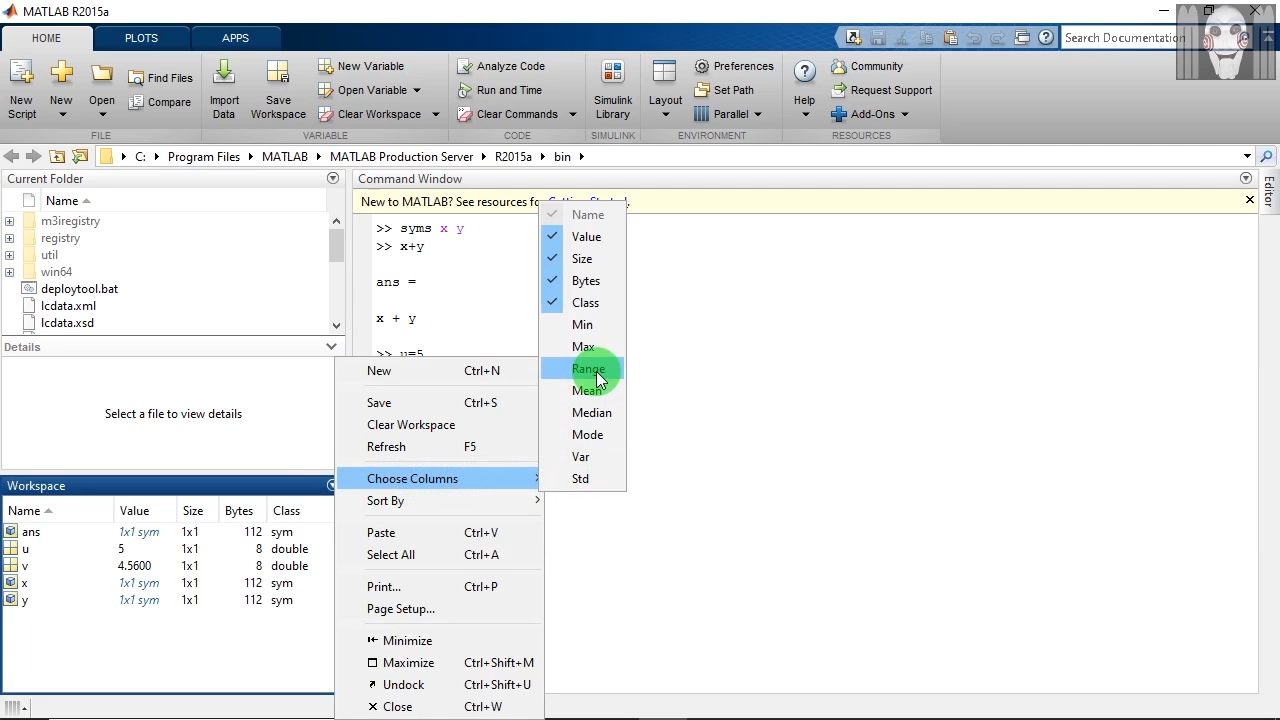 MATLAB R2015a
HOME PLOTS APPS
Search Documentation
New Script
New
Open
Find Files
Compare
Import Data
Save Workspace
New Variable
Open Variable
Clear Workspace
Analyze Code
Run and Time
Clear Commands
Simulink Library
Layout
Preferences
Set Path
Parallel
Help
Community
Request Support
Add-Ons
FILE VARIABLE CODE SIMULINK ENVIRONMENT RESOURCES
C: Program Files MATLAB MATLAB Production Server R2015a bin
Current Folder
Name
m3iregistry
registry
util
win64
deploytool.bat
lcdata.xml
lcdata.xsd
Details
Select a file to view details
Workspace
Name Value Size Bytes Class
ans 1x1 sym 1x1 112 sym
u 5 1x1 8 double
v 4.5600 1x1 8 double
x 1x1 sym 1x1 112 sym
y 1x1 sym 1x1 112 sym
Command Window
New to MATLAB? See resources for Getting Started.
>> syms x y
>> x+y
ans =
x + y
>> u=5
New Ctrl+N
Save Ctrl+S
Clear Workspace
Refresh F5
Choose Columns
Sort By
Paste Ctrl+V
Select All Ctrl+A
Print... Ctrl+P
Page Setup...
Minimize
Maximize Ctrl+Shift+M
Undock Ctrl+Shift+U
Close Ctrl+W
Name
Value
Size
Bytes
Class
Min
Max
Range
Mean
Median
Mode
Var
Std
Editor